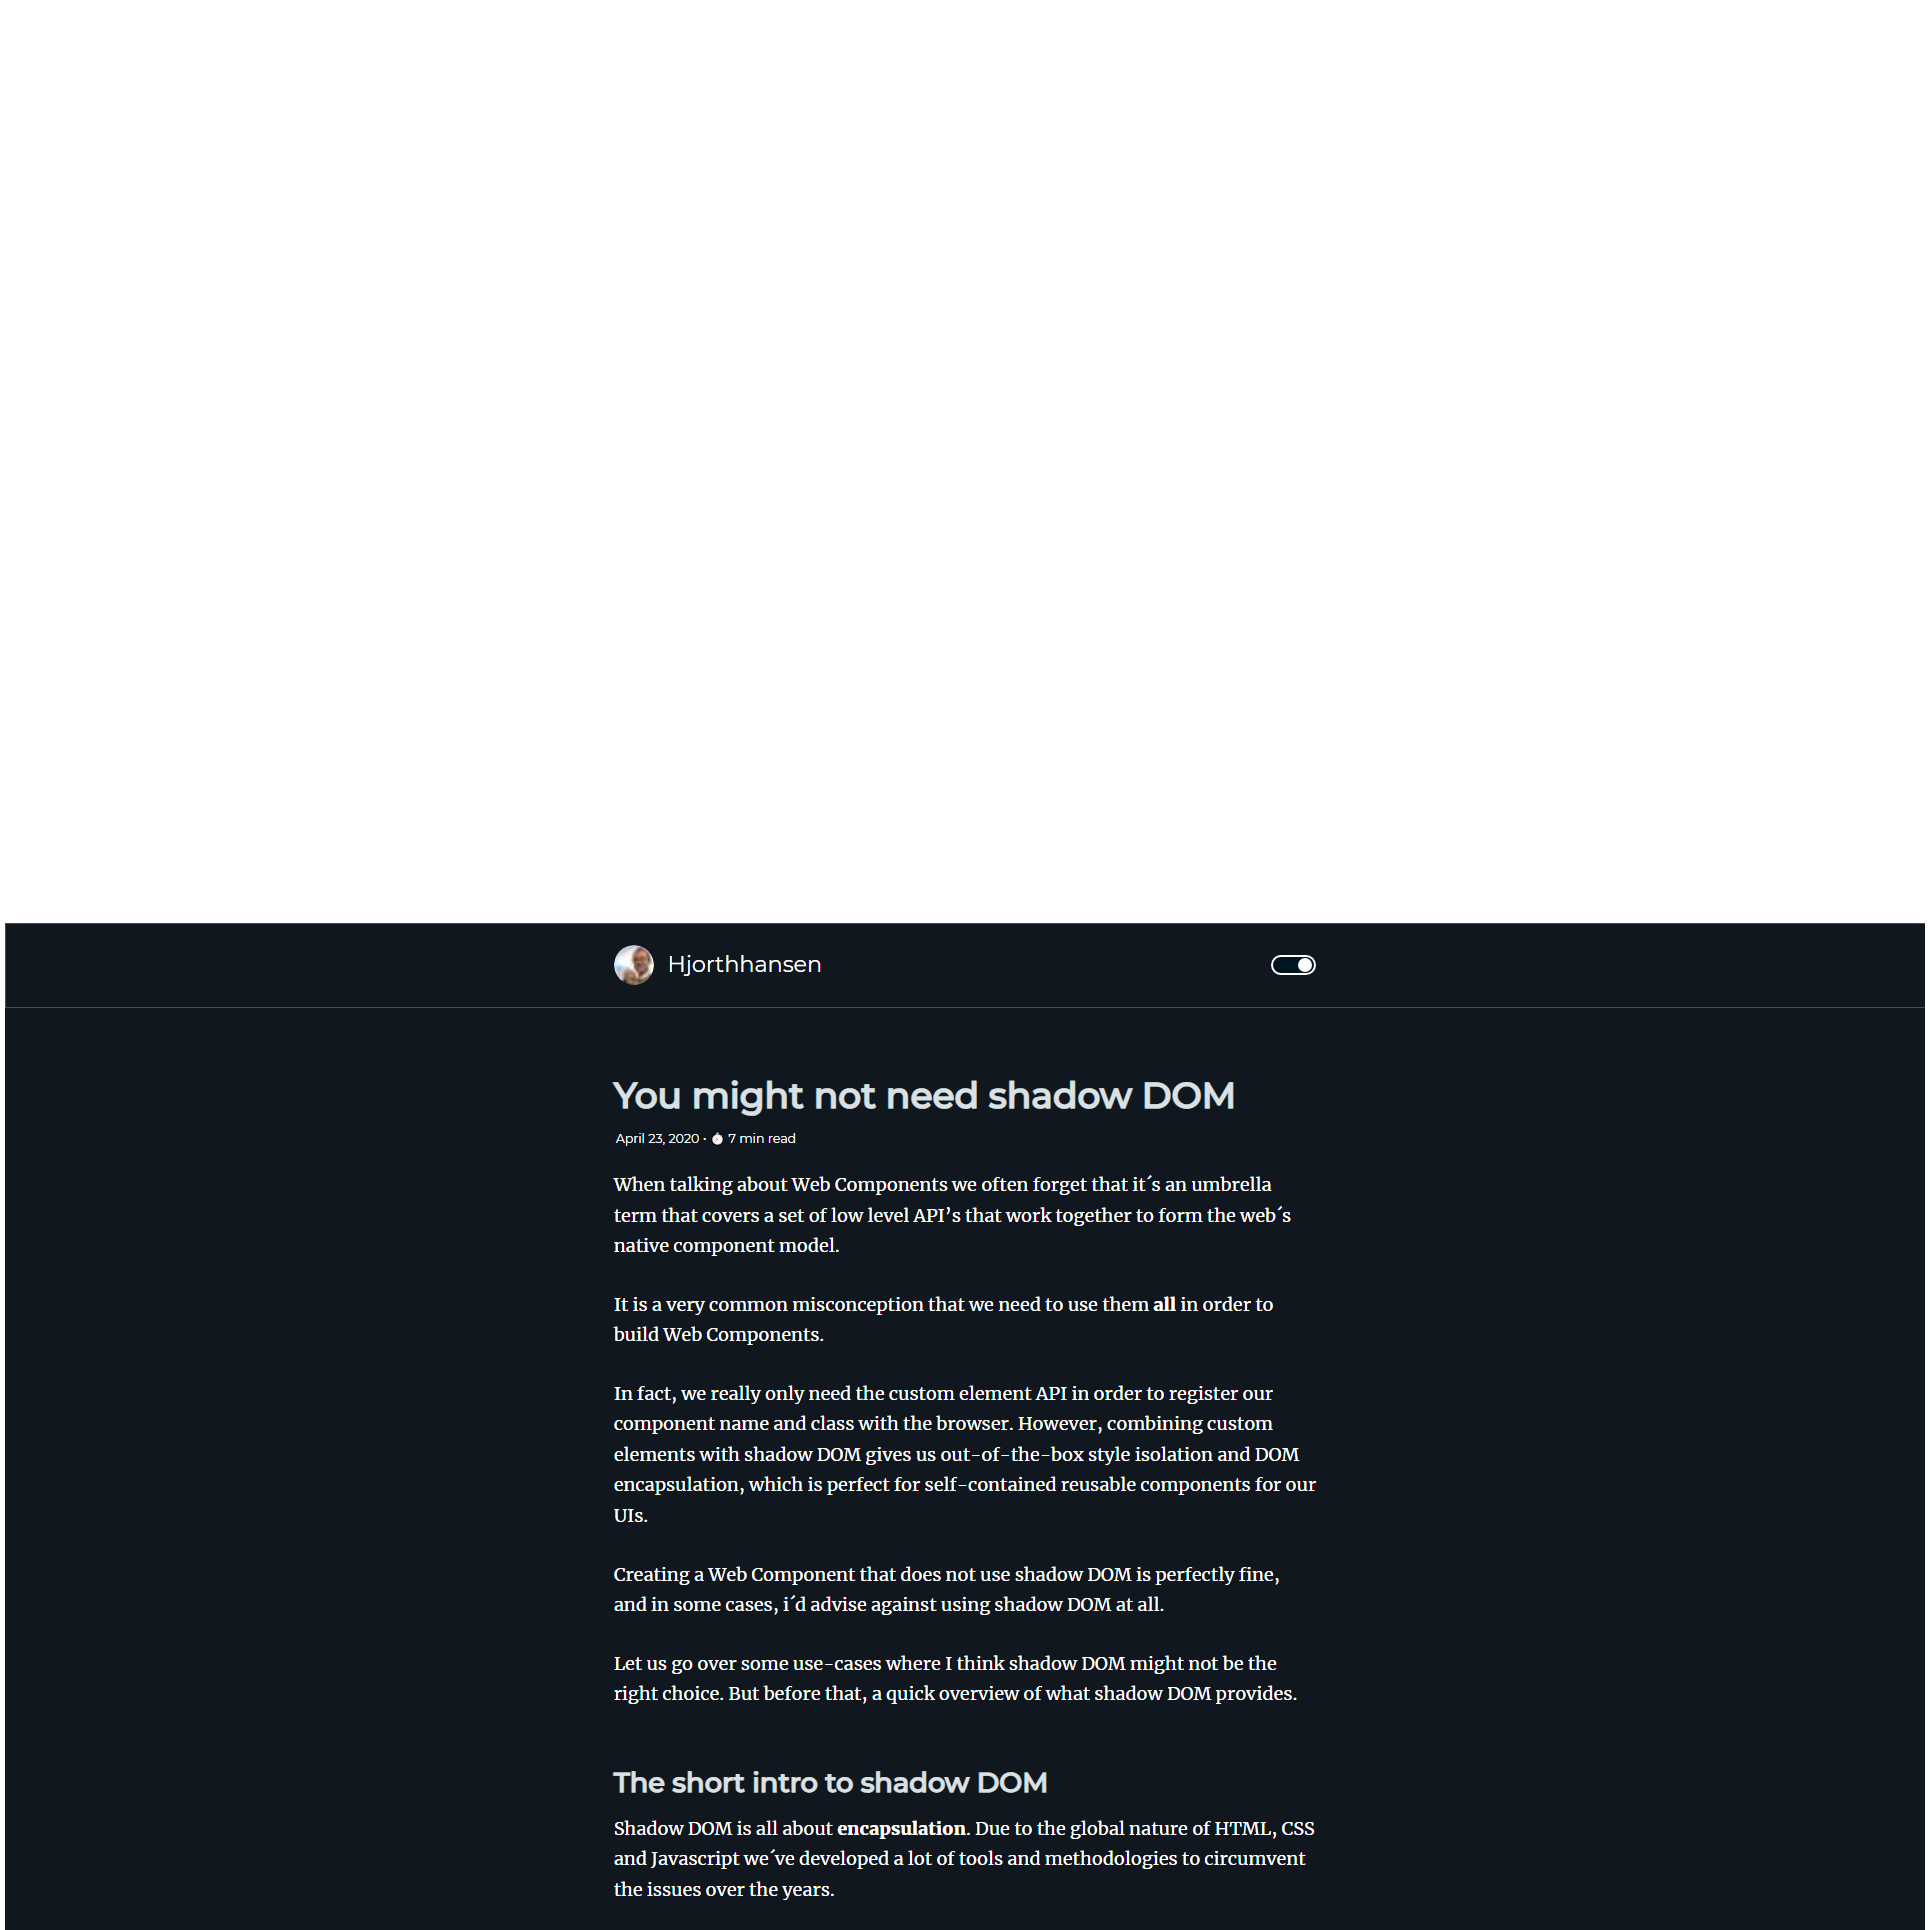 Hjorthhansen
You might not need shadow DOM
April 23, 2020 • ⏱ 7 min read
When talking about Web Components we often forget that it´s an umbrella
term that covers a set of low level API’s that work together to form the web´s
native component model.
It is a very common misconception that we need to use them all in order to
build Web Components.
In fact, we really only need the custom element API in order to register our
component name and class with the browser. However, combining custom
elements with shadow DOM gives us out-of-the-box style isolation and DOM
encapsulation, which is perfect for self-contained reusable components for our
UIs.
Creating a Web Component that does not use shadow DOM is perfectly fine,
and in some cases, i´d advise against using shadow DOM at all.
Let us go over some use-cases where I think shadow DOM might not be the
right choice. But before that, a quick overview of what shadow DOM provides.
The short intro to shadow DOM
Shadow DOM is all about encapsulation. Due to the global nature of HTML, CSS
and Javascript we´ve developed a lot of tools and methodologies to circumvent
the issues over the years.